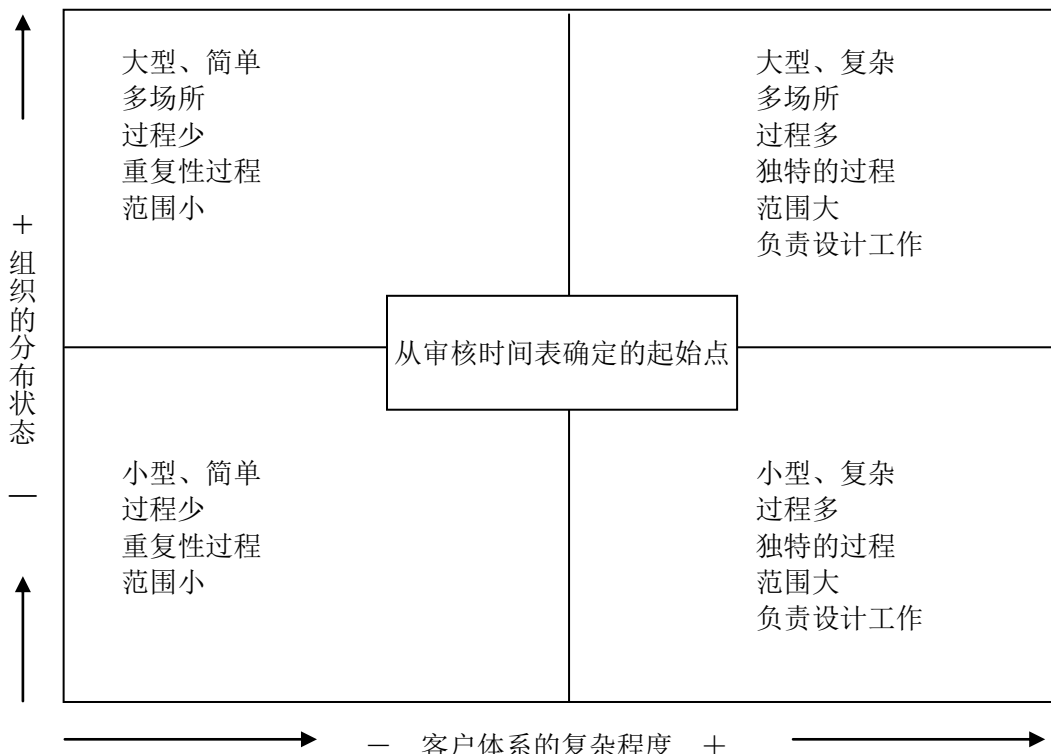 大型、简单
多场所
过程少
重复性过程
范围小
大型、复杂
多场所
过程多
独特的过程
范围大
负责设计工作
＋组织的分布状态 —
从审核时间表确定的起始点
小型、简单
过程少
重复性过程
范围小
小型、复杂
过程多
独特的过程
范围大
负责设计工作
－ 客户体系的复杂程度 ＋